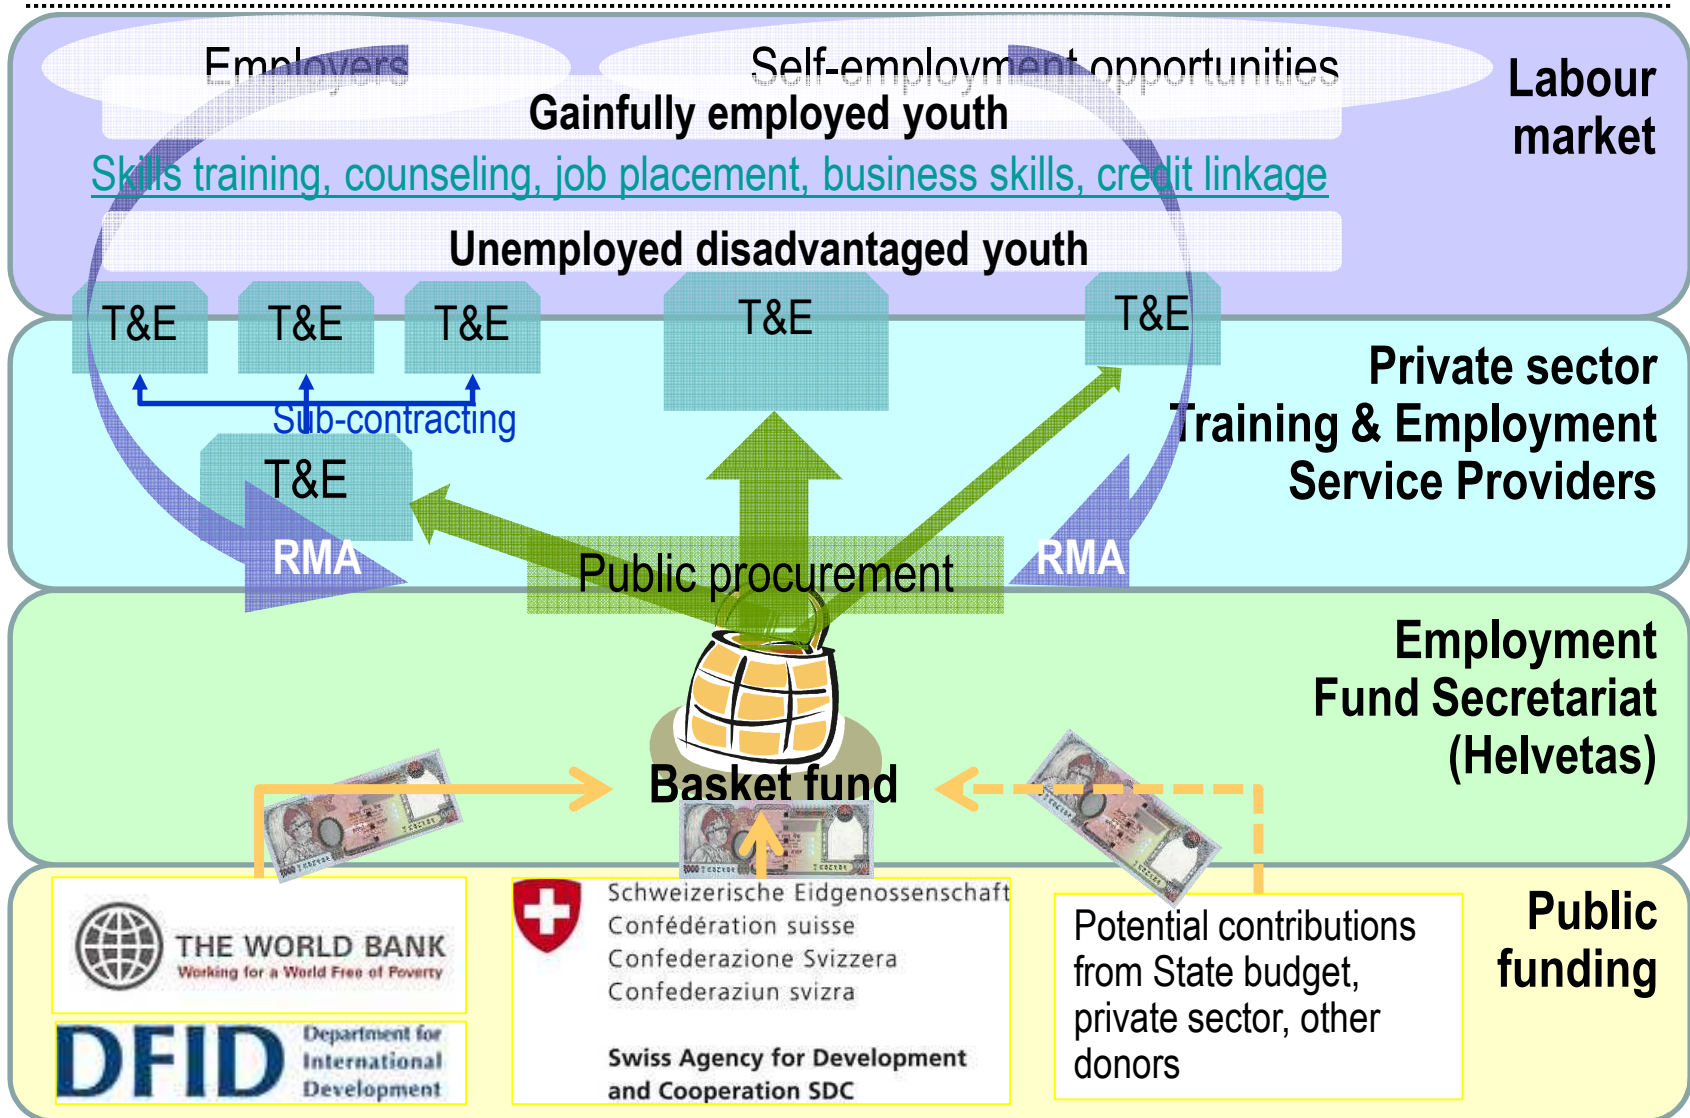 Employers
Self-employment opportunities
Labour
market
Gainfully employed youth
Skills training, counseling, job placement, business skills, credit linkage
Unemployed disadvantaged youth
T&E
T&E
T&E
T&E
T&E
Private sector
Training & Employment
Service Providers
Sub-contracting
T&E
RMA
RMA
Public procurement
Employment
Fund Secretariat
(Helvetas)
Basket fund
Public
funding
THE WORLD BANK
Working for a World Free of Poverty
DFID
Department for
International
Development
Schweizerische Eidgenossenschaft
Confédération suisse
Confederazione Svizzera
Confederaziun svizra
Swiss Agency for Development
and Cooperation SDC
Potential contributions
from State budget,
private sector, other
donors